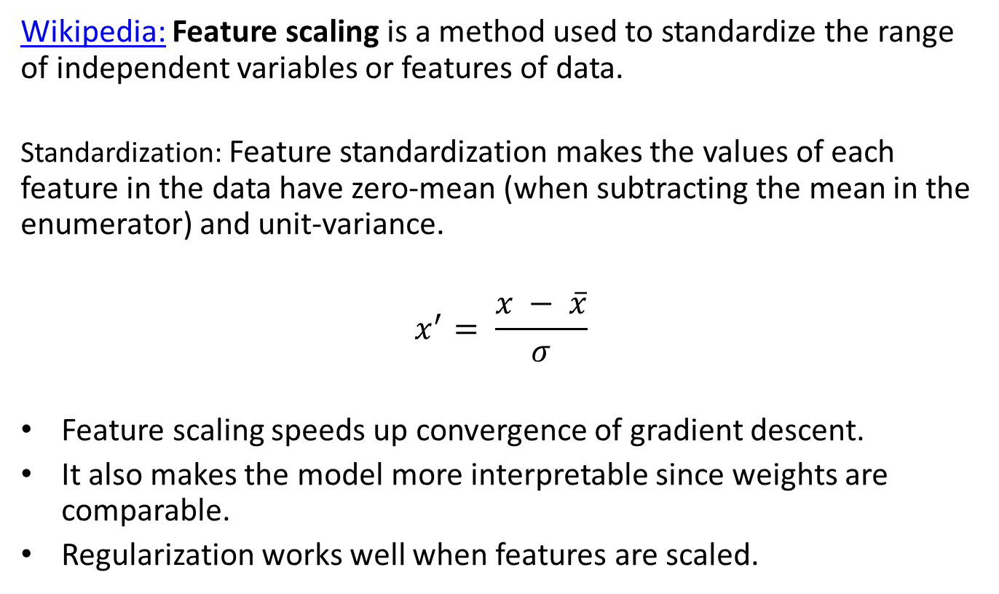 Wikipedia: Feature scaling is a method used to standardize the range
of independent variables or features of data.
Standardization: Feature standardization makes the values of each
feature in the data have zero-mean (when subtracting the mean in the
enumerator) and unit-variance.
x′ = (x − x̄) / σ
• Feature scaling speeds up convergence of gradient descent.
• It also makes the model more interpretable since weights are
comparable.
• Regularization works well when features are scaled.